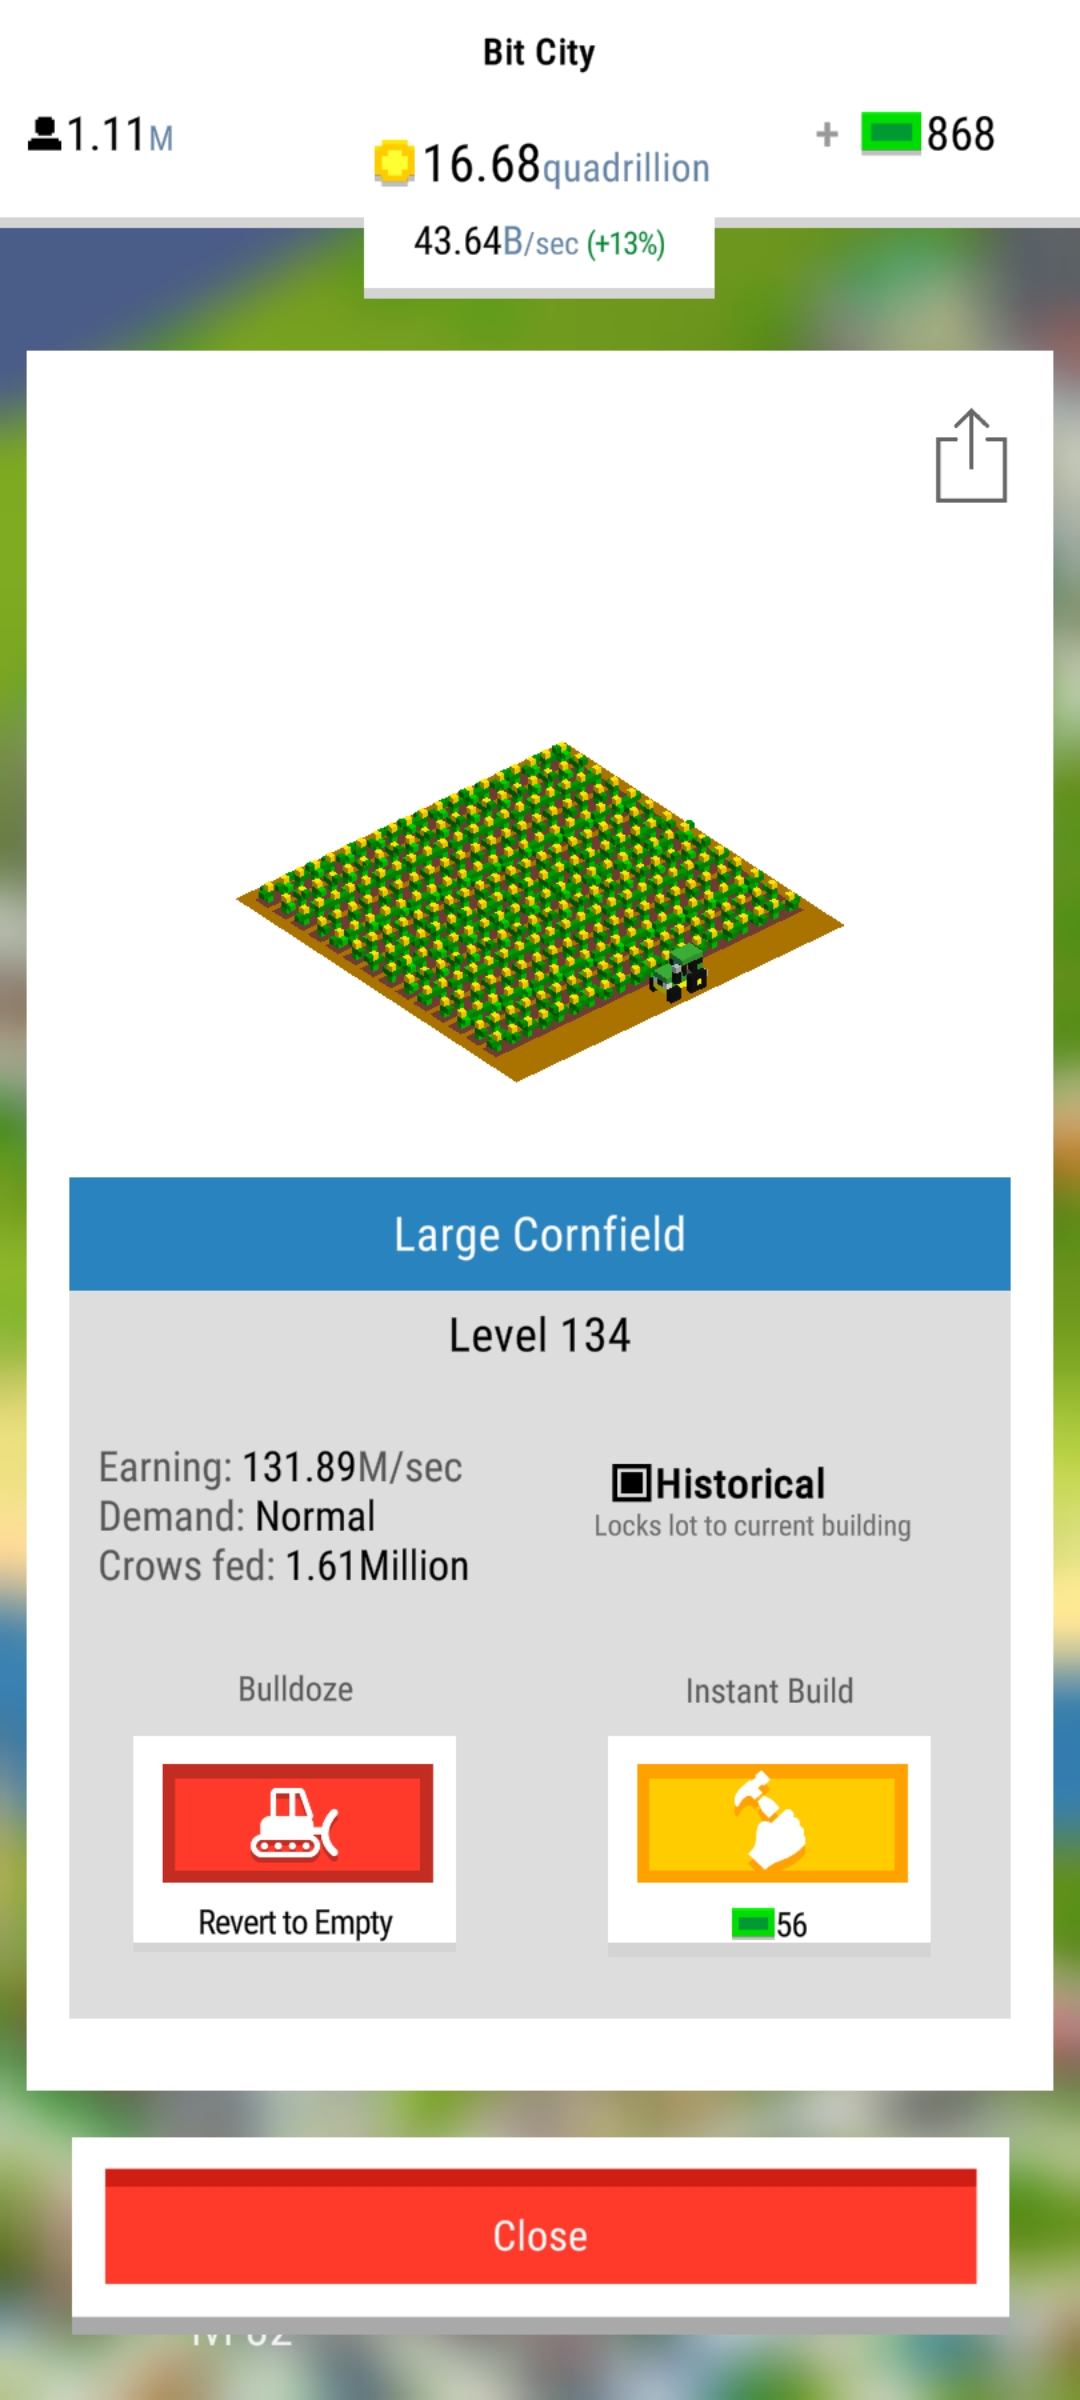 Bit City
1.11M
16.68quadrillion
+ 868
43.64B/sec (+13%)
Large Cornfield
Level 134
Earning: 131.89M/sec
Demand: Normal
Crows fed: 1.61Million
Historical
Locks lot to current building
Bulldoze
Revert to Empty
Instant Build
56
Close